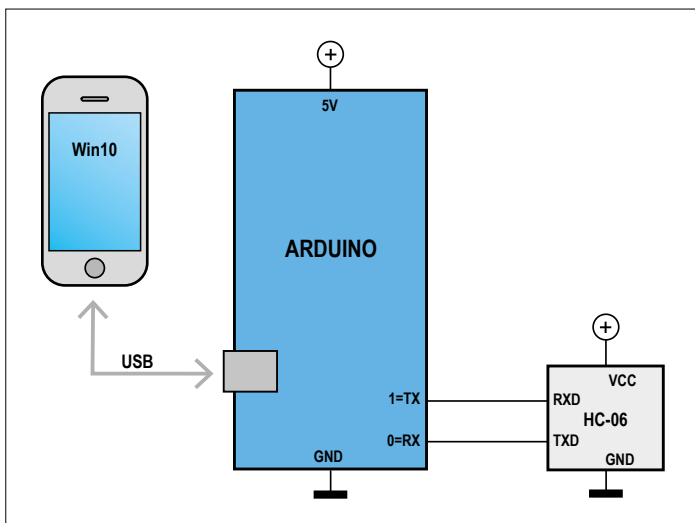 5V
Win10
ARDUINO
USB
VCC
1=TX
RXD
HC-06
0=RX
TXD
GND
GND